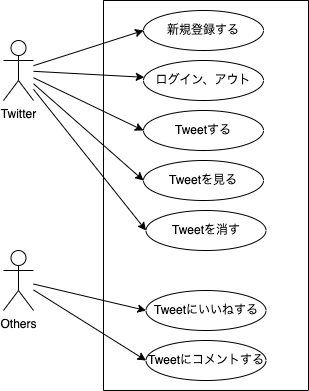 新規登録する
ログイン、アウト
Twitter
Tweetする
Tweetを見る
Tweetを消す
Others
Tweetにいいねする
Tweetにコメントする